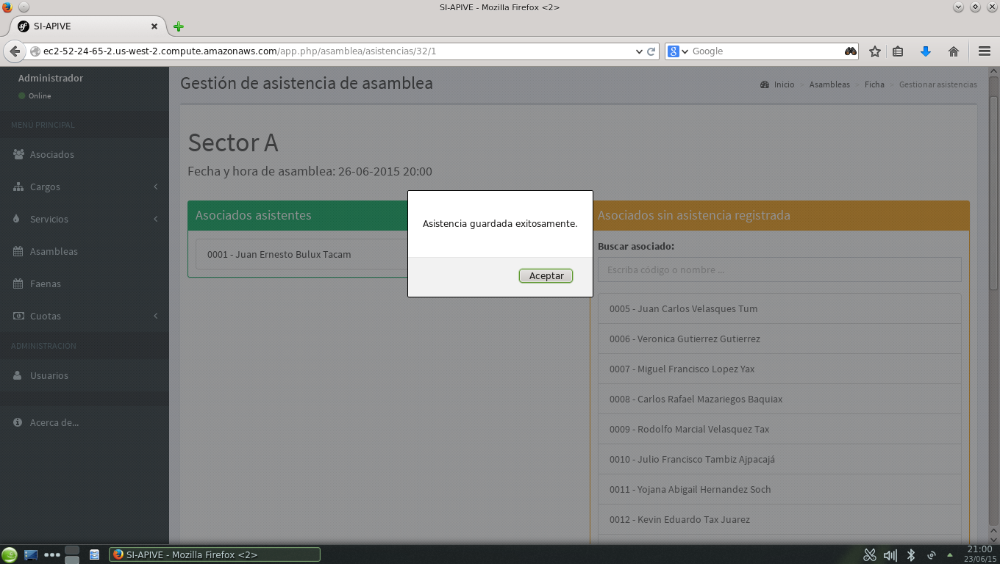 SI-APIVE - Mozilla Firefox <2>
SI-APIVE
ec2-52-24-65-2.us-west-2.compute.amazonaws.com/app.php/asamblea/asistencias/32/1
Google
Administrador
Online
MENÚ PRINCIPAL
Asociados
Cargos
Servicios
Asambleas
Faenas
Cuotas
ADMINISTRACIÓN
Usuarios
Acerca de...
Gestión de asistencia de asamblea
Inicio > Asambleas > Ficha > Gestionar asistencias
Sector A
Fecha y hora de asamblea: 26-06-2015 20:00
Asociados asistentes
0001 - Juan Ernesto Bulux Tacam
Asistencia guardada exitosamente.
Aceptar
Asociados sin asistencia registrada
Buscar asociado:
Escriba código o nombre ...
0005 - Juan Carlos Velasques Tum
0006 - Veronica Gutierrez Gutierrez
0007 - Miguel Francisco Lopez Yax
0008 - Carlos Rafael Mazariegos Baquiax
0009 - Rodolfo Marcial Velasquez Tax
0010 - Julio Francisco Tambiz Ajpacajá
0011 - Yojana Abigail Hernandez Soch
0012 - Kevin Eduardo Tax Juarez
SI-APIVE - Mozilla Firefox <2>
21:00
23/06/15